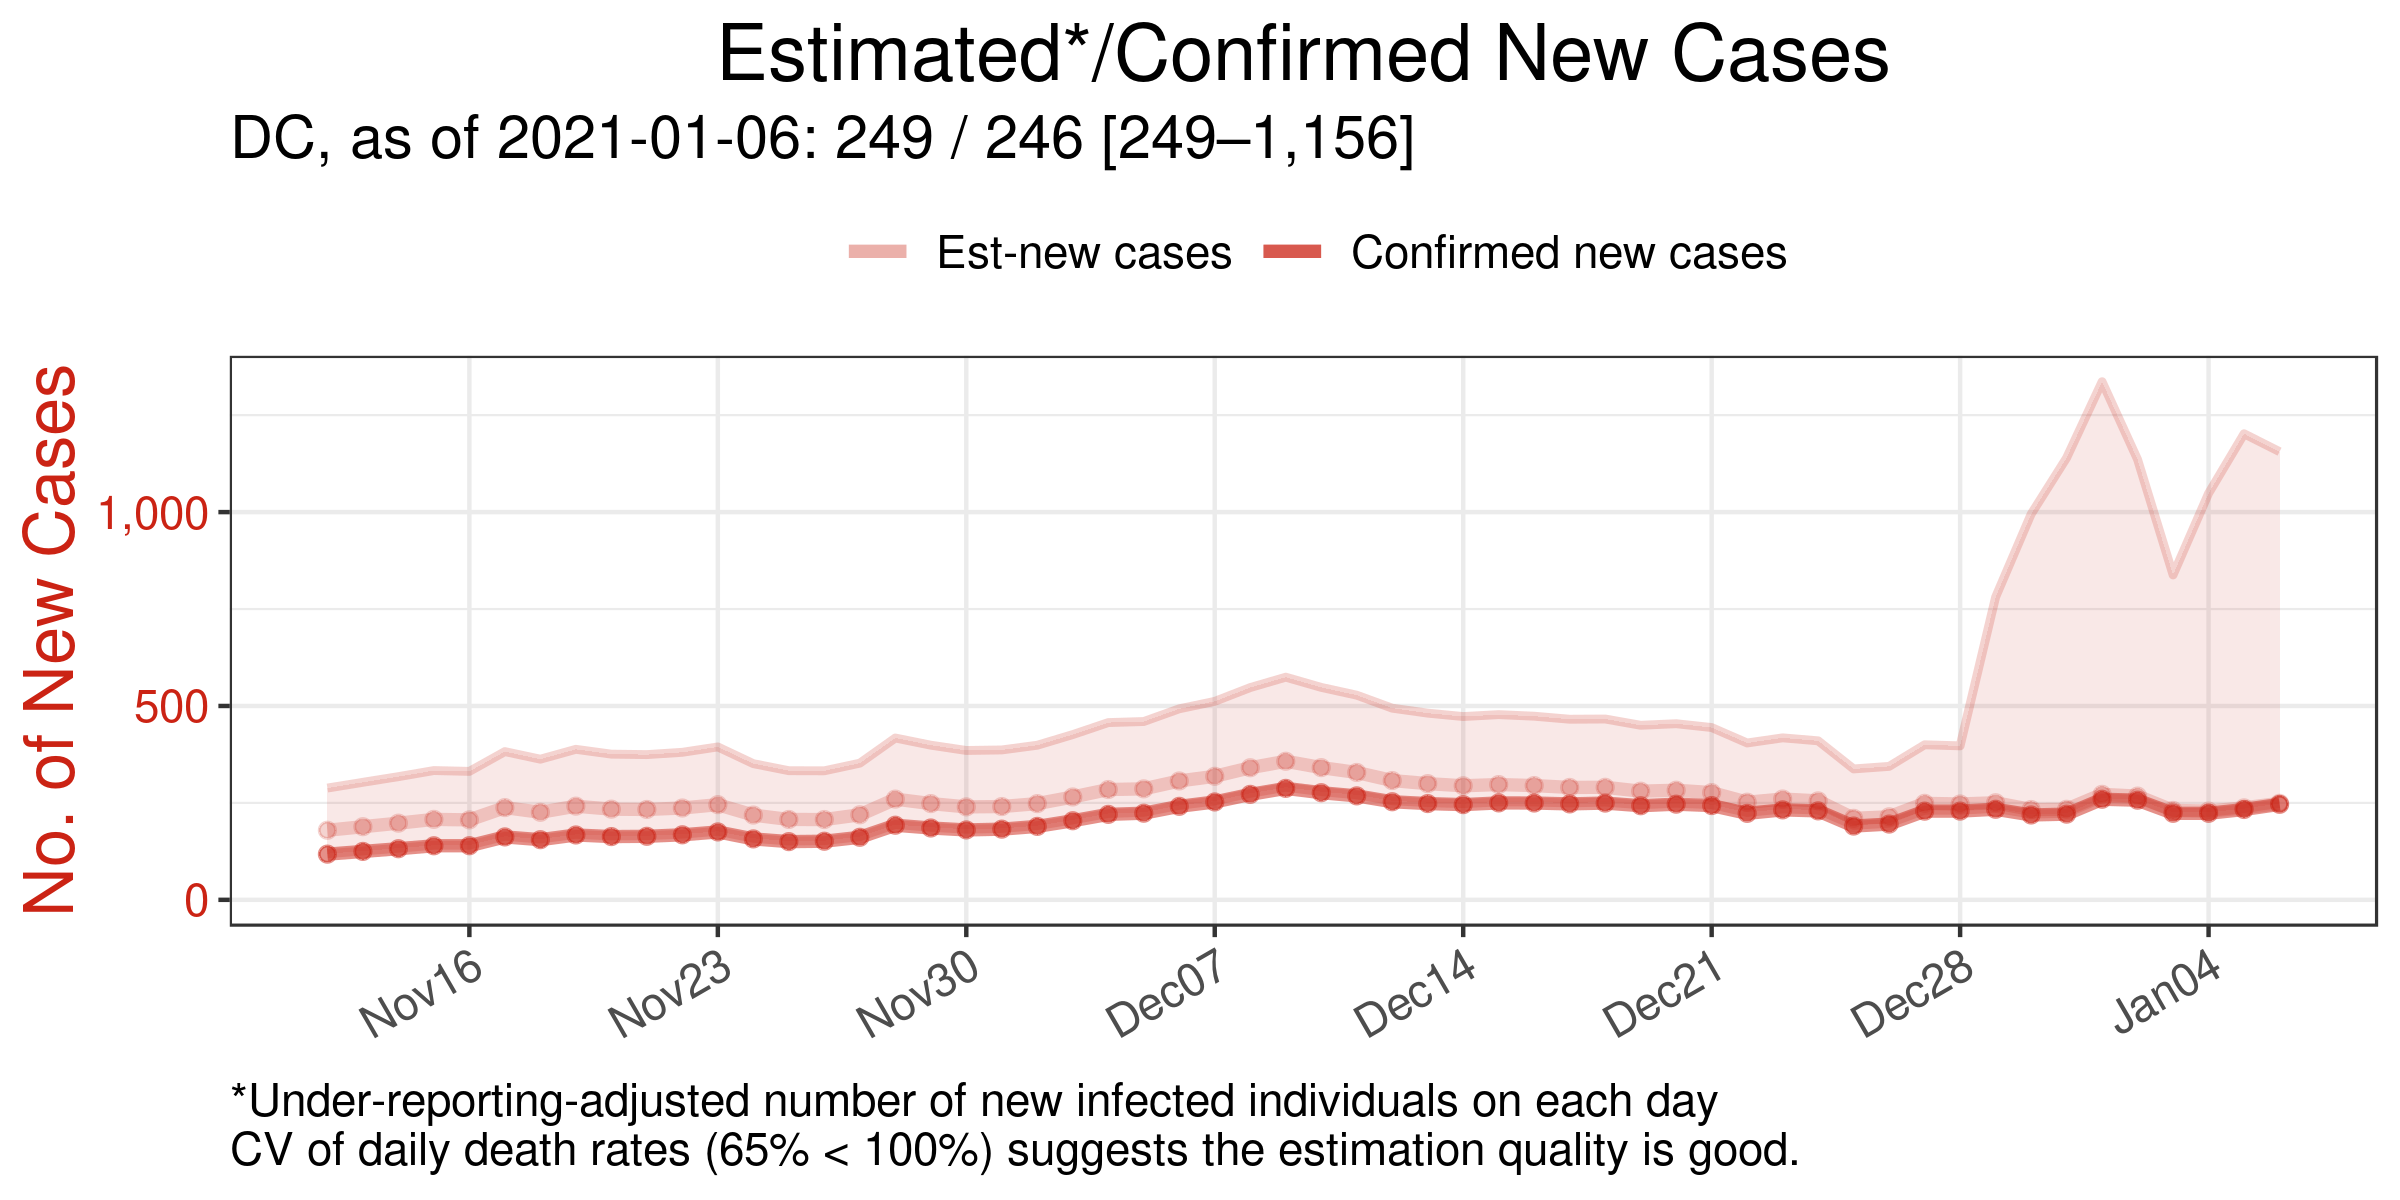 Estimated*/Confirmed New Cases
DC, as of 2021-01-06: 249 / 246 [249–1,156]
Est-new cases Confirmed new cases
No. of New Cases
1,000
500
0
Nov16 Nov23 Nov30 Dec07 Dec14 Dec21 Dec28 Jan04
*Under-reporting-adjusted number of new infected individuals on each day
CV of daily death rates (65% < 100%) suggests the estimation quality is good.